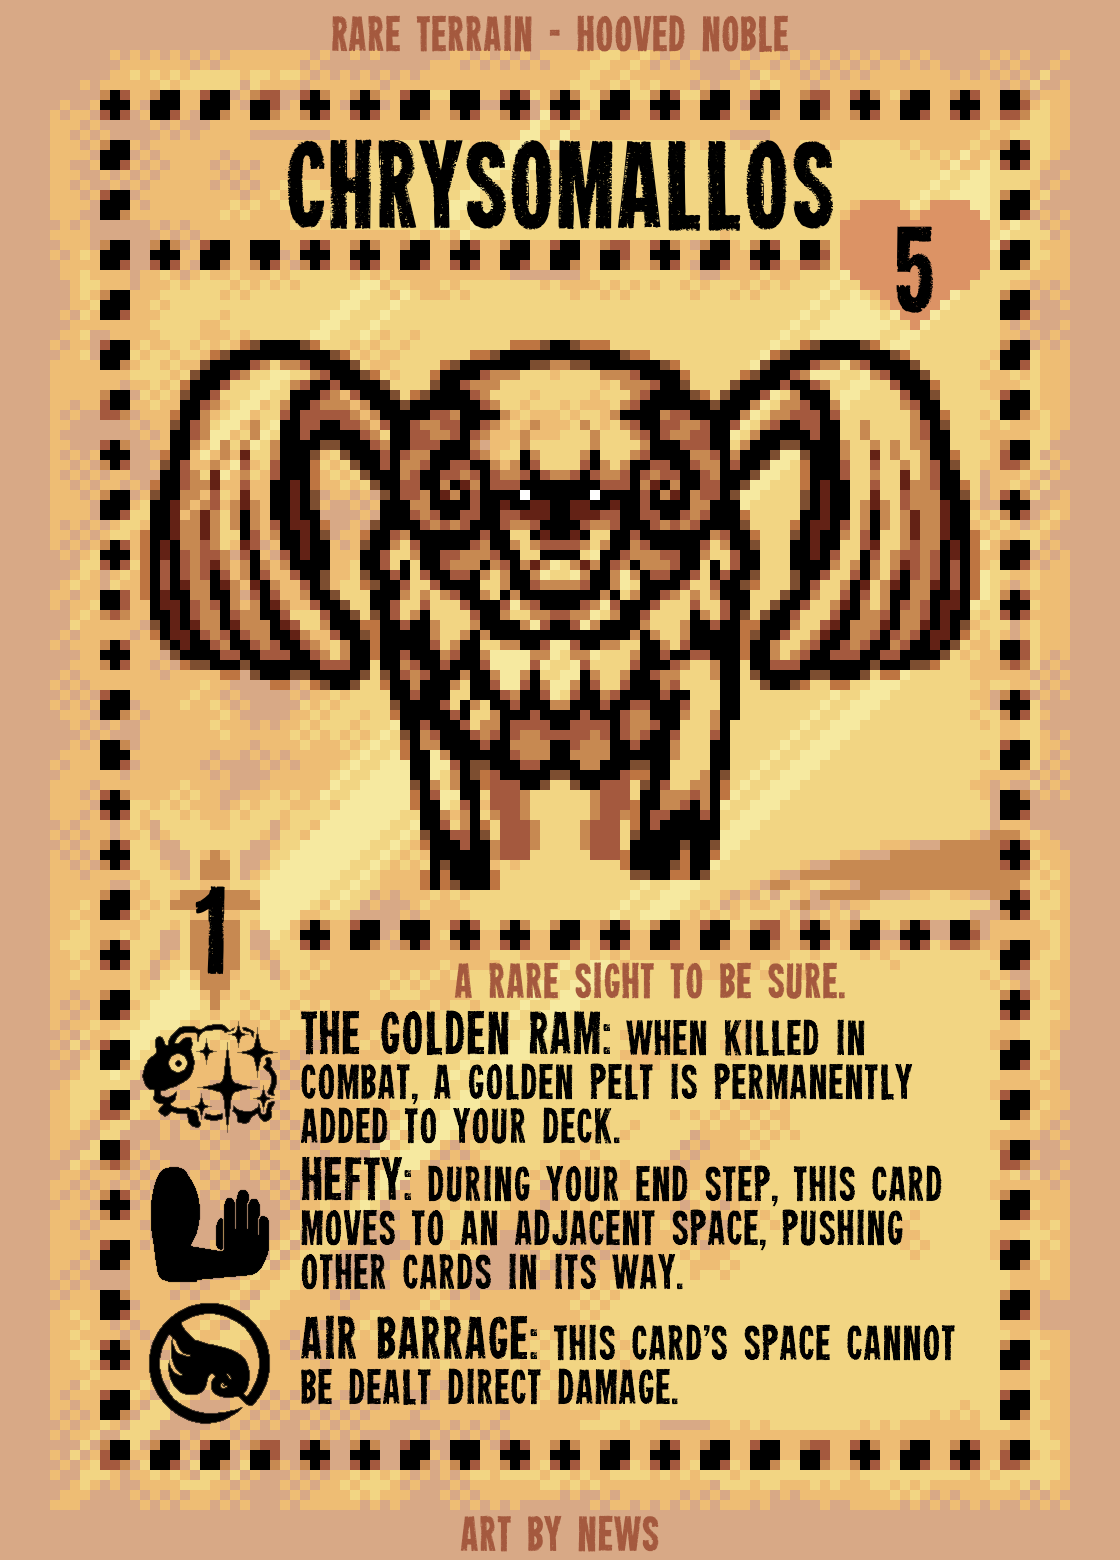 RARE TERRAIN - HOOVED NOBLE
CHRYSOMALLOS
5
1
A RARE SIGHT TO BE SURE.
THE GOLDEN RAM: WHEN KILLED IN
COMBAT, A GOLDEN PELT IS PERMANENTLY
ADDED TO YOUR DECK.
HEFTY: DURING YOUR END STEP, THIS CARD
MOVES TO AN ADJACENT SPACE, PUSHING
OTHER CARDS IN ITS WAY.
AIR BARRAGE: THIS CARD'S SPACE CANNOT
BE DEALT DIRECT DAMAGE.
ART BY NEWS